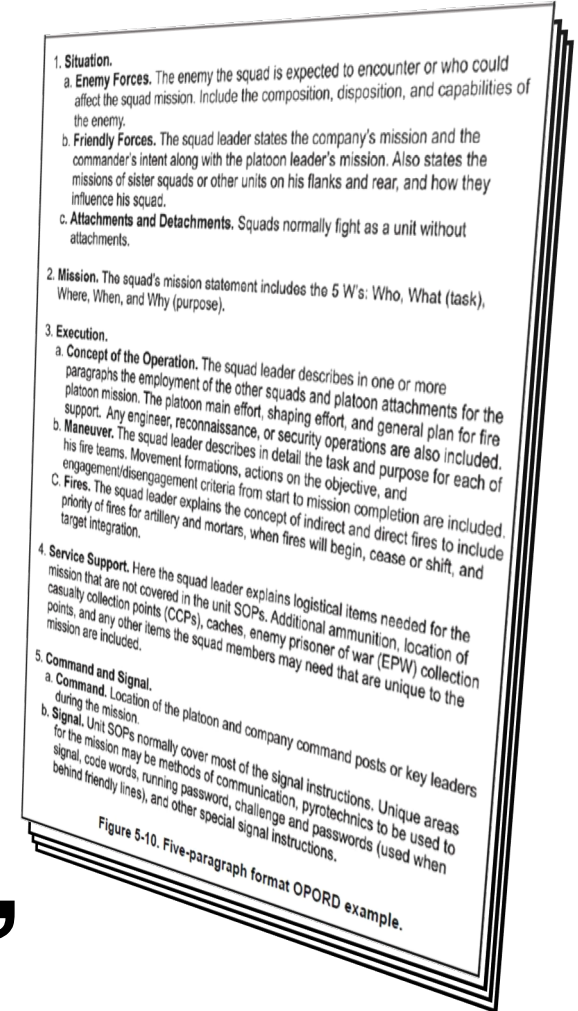 1. Situation.
a. Enemy Forces. The enemy the squad is expected to encounter or who could
affect the squad mission. Include the composition, disposition, and capabilities of
the enemy.
b. Friendly Forces. The squad leader states the company's mission and the
commander's intent along with the platoon leader's mission. Also states the
missions of sister squads or other units on his flanks and rear, and how they
influence his squad.
c. Attachments and Detachments. Squads normally fight as a unit without
attachments.
2. Mission. The squad's mission statement includes the 5 W's: Who, What (task),
Where, When, and Why (purpose).
3. Execution.
a. Concept of the Operation. The squad leader describes in one or more
paragraphs the employment of the other squads and platoon attachments for the
platoon mission. The platoon main effort, shaping effort, and general plan for fire
support. Any engineer, reconnaissance, or security operations are also included.
b. Maneuver. The squad leader describes in detail the task and purpose for each of
his fire teams. Movement formations, actions on the objective, and
engagement/disengagement criteria from start to mission completion are included.
C. Fires. The squad leader explains the concept of indirect and direct fires to include
priority of fires for artillery and mortars, when fires will begin, cease or shift, and
target integration.
4. Service Support. Here the squad leader explains logistical items needed for the
mission that are not covered in the unit SOPs. Additional ammunition, location of
casualty collection points (CCPs), caches, enemy prisoner of war (EPW) collection
points, and any other items the squad members may need that are unique to the
mission are included.
5. Command and Signal.
a. Command. Location of the platoon and company command posts or key leaders
during the mission.
b. Signal. Unit SOPs normally cover most of the signal instructions. Unique areas
for the mission may be methods of communication, pyrotechnics to be used to
signal, code words, running password, challenge and passwords (used when
behind friendly lines), and other special signal instructions.
Figure 5-10. Five-paragraph format OPORD example.